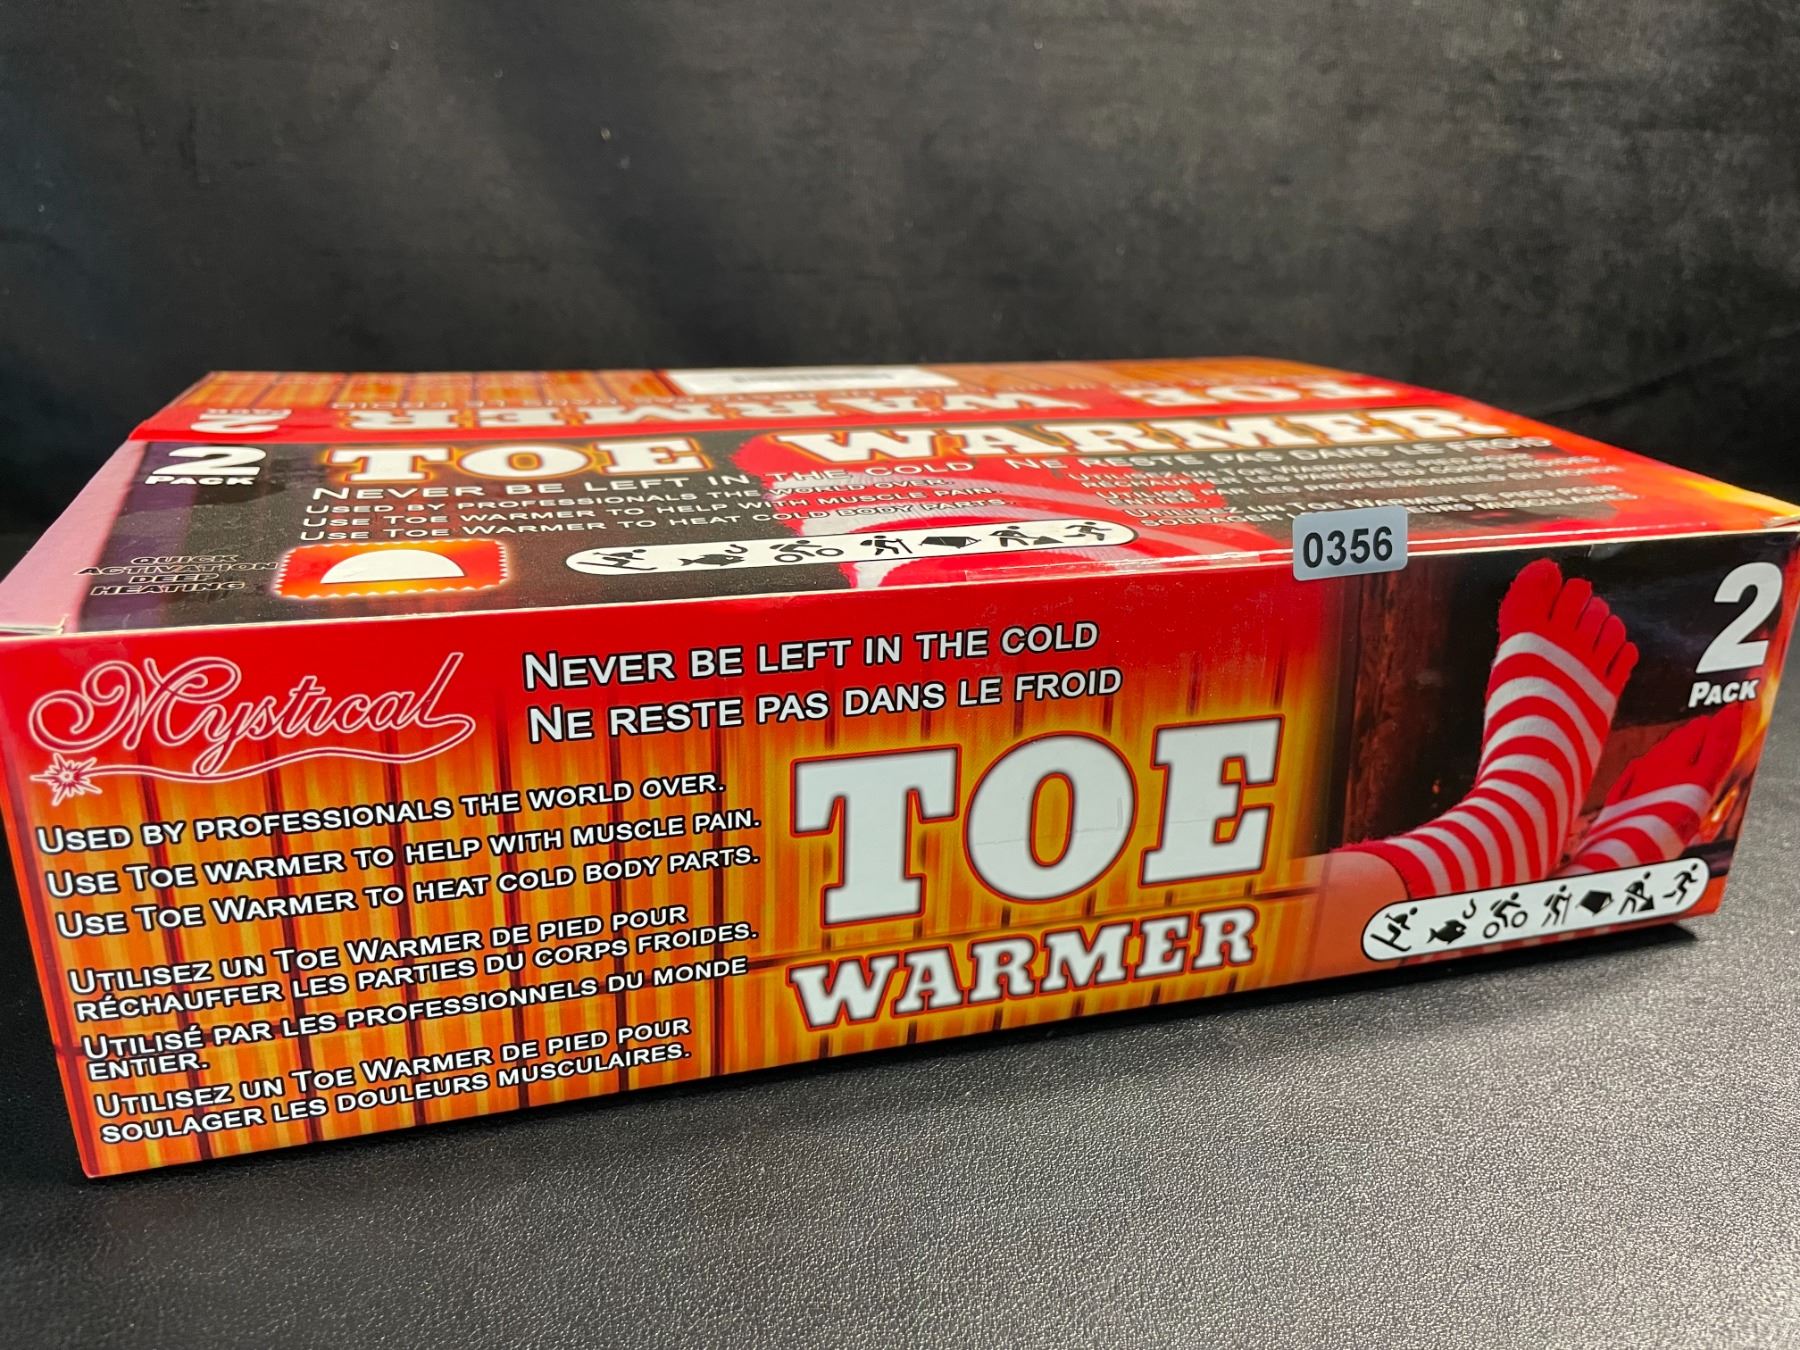 2
PACK
TOE WARMER
2
PACK
TOE WARMER
NEVER BE LEFT IN THE COLD NE RESTE PAS DANS LE FROID
USED BY PROFESSIONALS THE WORLD OVER.
USE TOE WARMER TO HELP WITH MUSCLE PAIN.
USE TOE WARMER TO HEAT COLD BODY PARTS.
QUICK
ACTIVATION
DEEP
HEATING
0356
Mystical
NEVER BE LEFT IN THE COLD
NE RESTE PAS DANS LE FROID
2
PACK
USED BY PROFESSIONALS THE WORLD OVER.
USE TOE WARMER TO HELP WITH MUSCLE PAIN.
USE TOE WARMER TO HEAT COLD BODY PARTS.
UTILISEZ UN TOE WARMER DE PIED POUR
RÉCHAUFFER LES PARTIES DU CORPS FROIDES.
UTILISÉ PAR LES PROFESSIONNELS DU MONDE
ENTIER.
UTILISEZ UN TOE WARMER DE PIED POUR
SOULAGER LES DOULEURS MUSCULAIRES.
TOE
WARMER